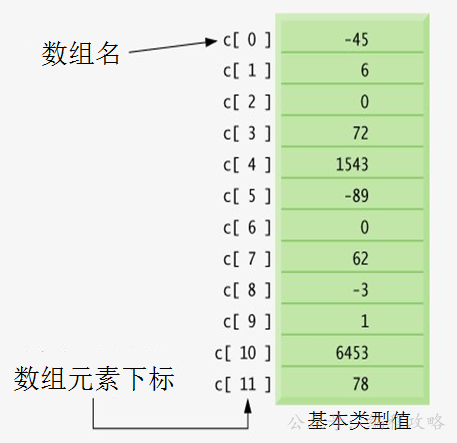 数组名
c[ 0 ] -45
c[ 1 ] 6
c[ 2 ] 0
c[ 3 ] 72
c[ 4 ] 1543
c[ 5 ] -89
c[ 6 ] 0
c[ 7 ] 62
c[ 8 ] -3
c[ 9 ] 1
c[ 10 ] 6453
c[ 11 ] 78
数组元素下标
基本类型值